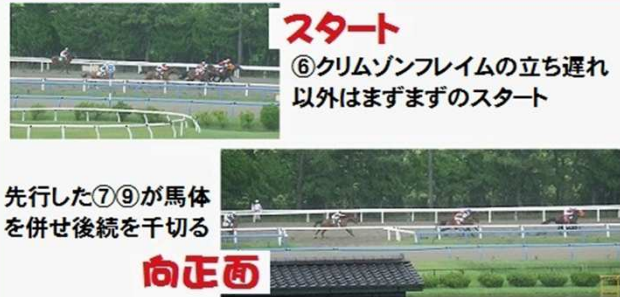 スタート
⑥クリムゾンフレイムの立ち遅れ
以外はまずまずのスタート
先行した⑦⑨が馬体
を併せ後続を千切る
向正面